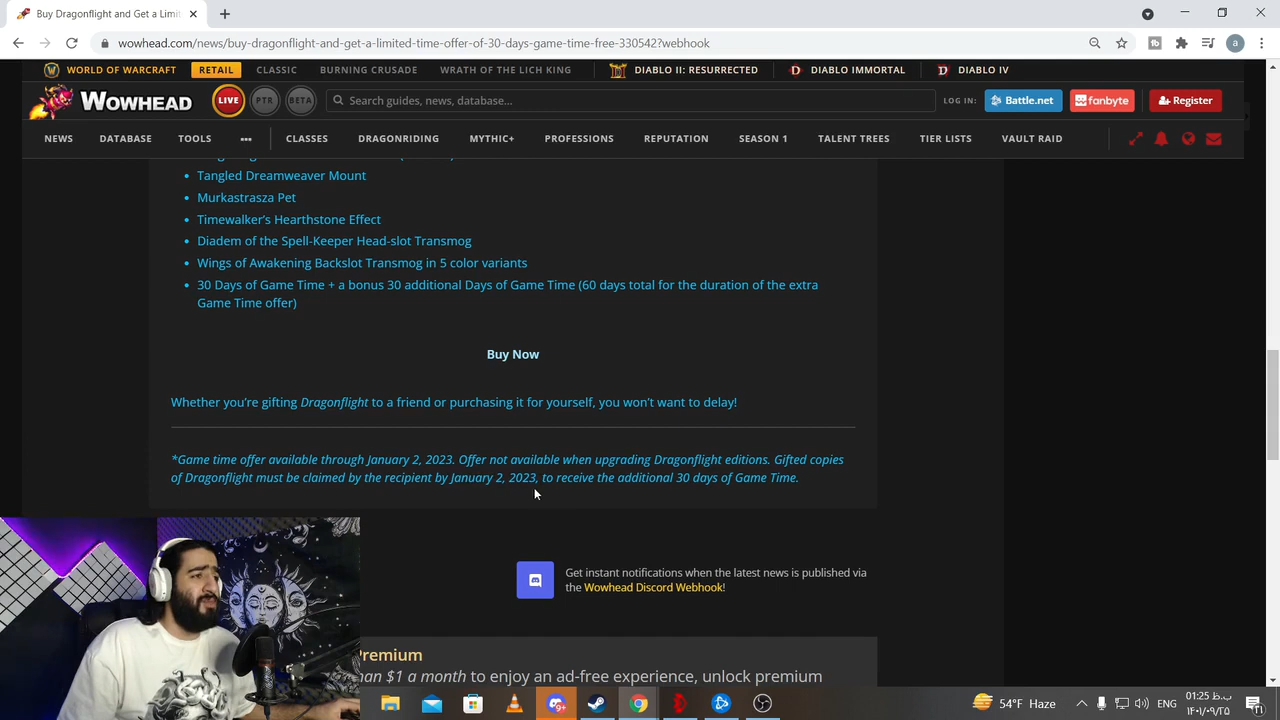 Buy Dragonflight and Get a Limit
wowhead.com/news/buy-dragonflight-and-get-a-limited-time-offer-of-30-days-game-time-free-330542?webhook
a
WORLD OF WARCRAFT RETAIL CLASSIC BURNING CRUSADE WRATH OF THE LICH KING DIABLO II: RESURRECTED DIABLO IMMORTAL DIABLO IV
WOWHEAD LIVE PTR BETA Search guides, news, database... LOG IN: Battle.net fanbyte Register
NEWS DATABASE TOOLS ••• CLASSES DRAGONRIDING MYTHIC+ PROFESSIONS REPUTATION SEASON 1 TALENT TREES TIER LISTS VAULT RAID
• Tangled Dreamweaver Mount
• Murkastrasza Pet
• Timewalker's Hearthstone Effect
• Diadem of the Spell-Keeper Head-slot Transmog
• Wings of Awakening Backslot Transmog in 5 color variants
• 30 Days of Game Time + a bonus 30 additional Days of Game Time (60 days total for the duration of the extra
Game Time offer)
Buy Now
Whether you're gifting Dragonflight to a friend or purchasing it for yourself, you won't want to delay!
*Game time offer available through January 2, 2023. Offer not available when upgrading Dragonflight editions. Gifted copies
of Dragonflight must be claimed by the recipient by January 2, 2023, to receive the additional 30 days of Game Time.
Get instant notifications when the latest news is published via
the Wowhead Discord Webhook!
Premium
$1 a month to enjoy an ad-free experience, unlock premium
54°F Haze
ENG
01:25 ب.ظ
۱۴۰۱/۰۹/۲۵